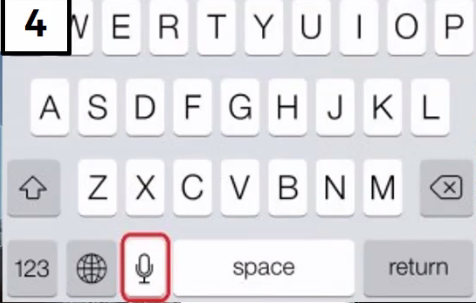 4
W E R T Y U I O P
A S D F G H J K L
Z X C V B N M
123 space return